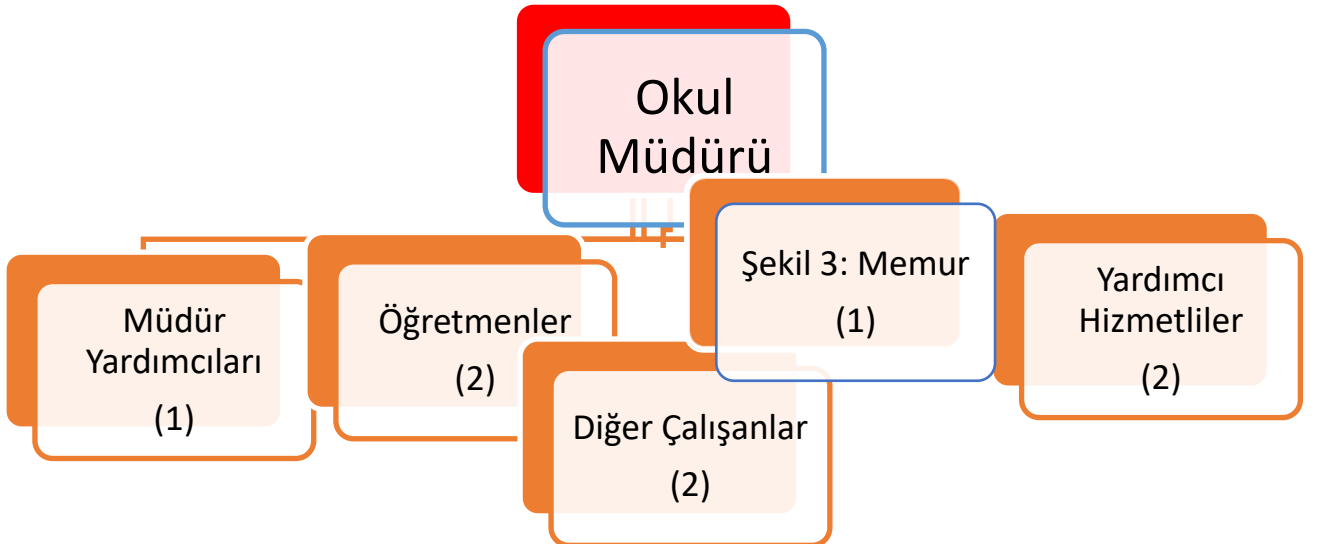 Okul
Müdürü
Müdür
Yardımcıları
(1)
Öğretmenler
(2)
Diğer Çalışanlar
(2)
Şekil 3: Memur
(1)
Yardımcı
Hizmetliler
(2)